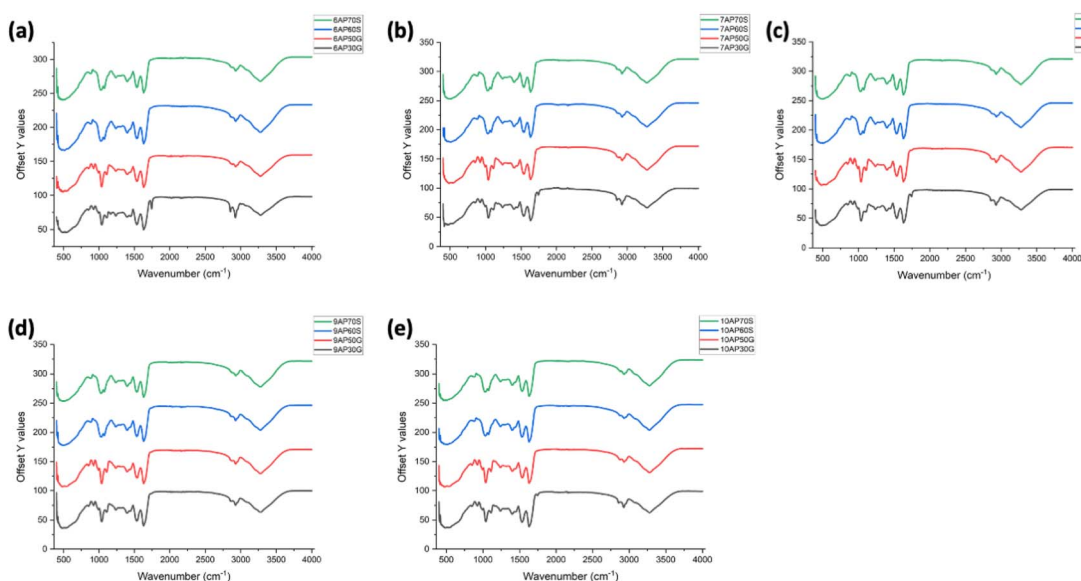 (a)
6AP70S
6AP60S
6AP50G
6AP30G
Offset Y values
300
250
200
150
100
50
500 1000 1500 2000 2500 3000 3500 4000
Wavenumber (cm⁻¹)
(b)
7AP70S
7AP60S
7AP50G
7AP30G
Offset Y values
350
300
250
200
150
100
50
0
500 1000 1500 2000 2500 3000 3500 4000
Wavenumber (cm⁻¹)
(c)
Offset Y values
350
300
250
200
150
100
50
0
500 1000 1500 2000 2500 3000 3500 4000
Wavenumber (cm⁻¹)
(d)
9AP70S
9AP60S
9AP50G
9AP30G
Offset Y values
350
300
250
200
150
100
50
0
500 1000 1500 2000 2500 3000 3500 4000
Wavenumber (cm⁻¹)
(e)
10AP70S
10AP60S
10AP50G
10AP30G
Offset Y values
350
300
250
200
150
100
50
0
500 1000 1500 2000 2500 3000 3500 4000
Wavenumber (cm⁻¹)